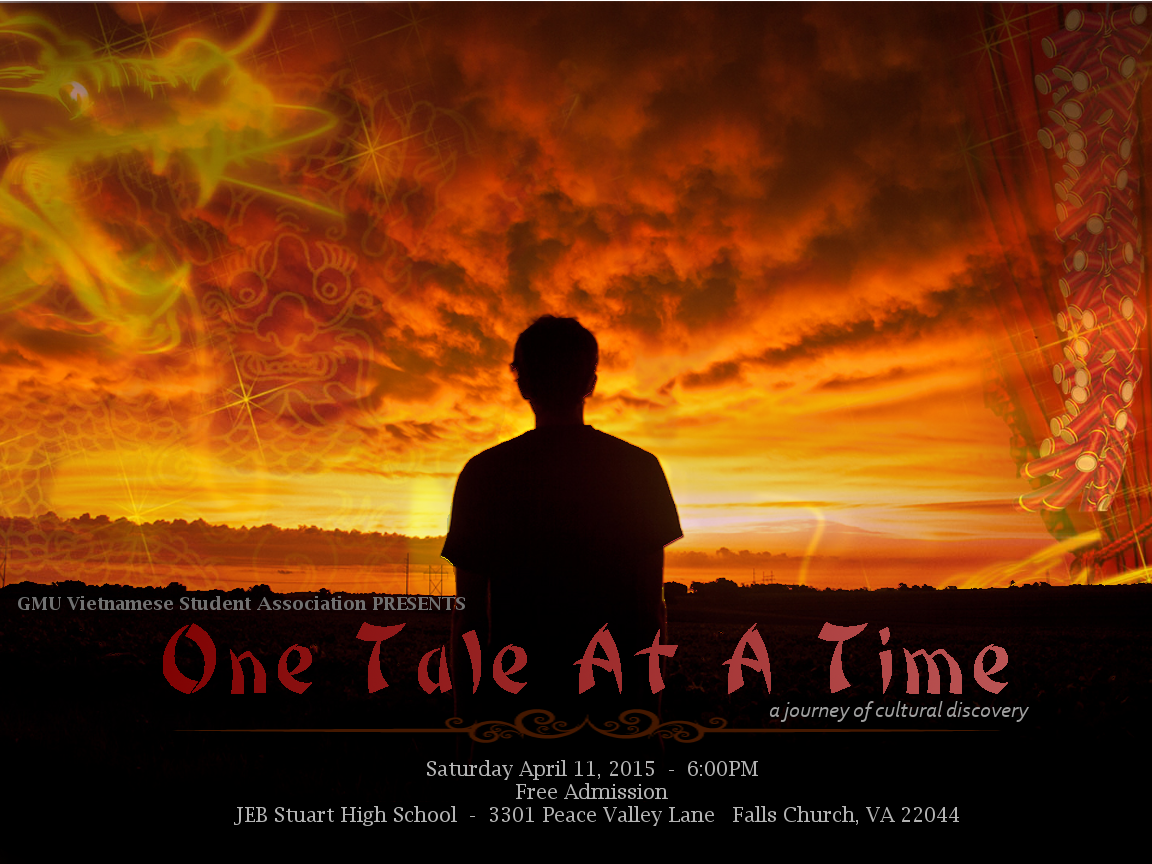 GMU Vietnamese Student Association PRESENTS
One Tale At A Time
a journey of cultural discovery
Saturday April 11, 2015 - 6:00PM
Free Admission
JEB Stuart High School - 3301 Peace Valley Lane Falls Church, VA 22044